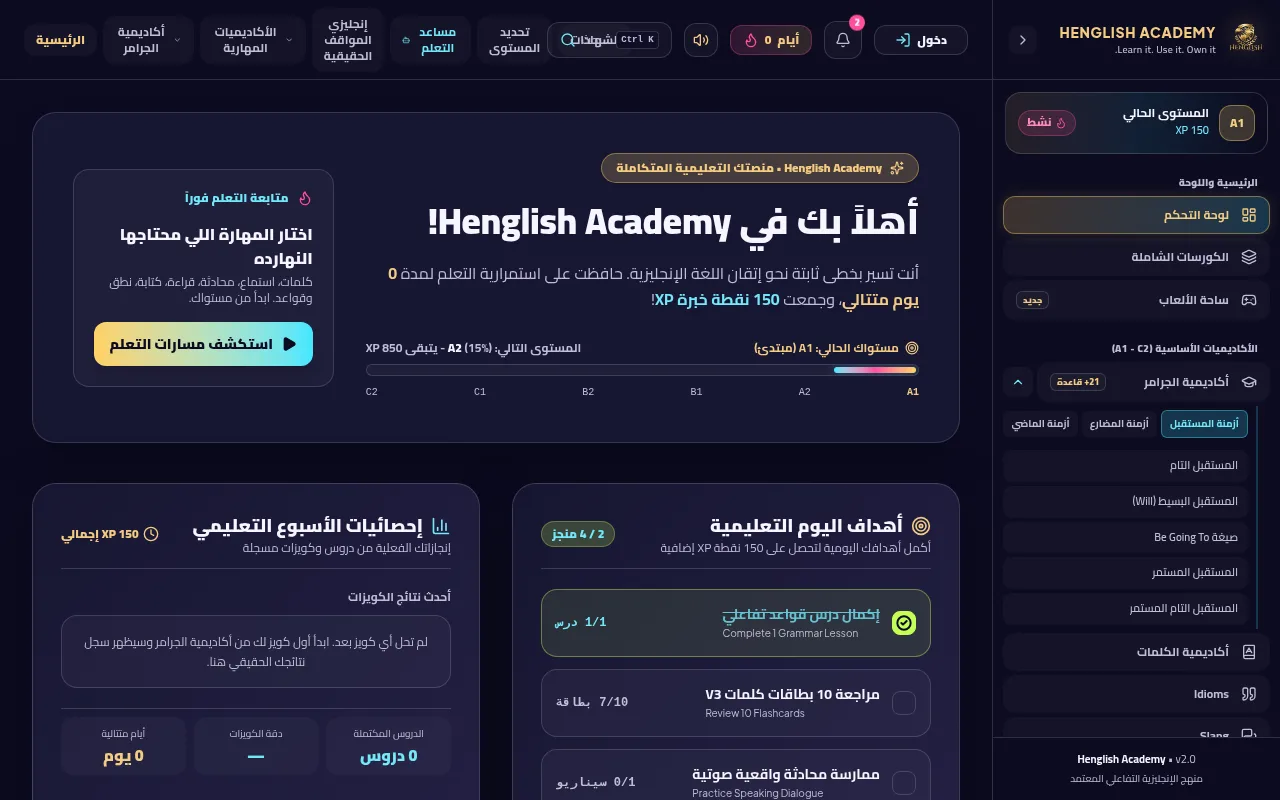 HENGLISH ACADEMY
Learn it. Use it. Own it.
HENGLISH
A1
المستوى الحالي
150 XP
نشط
الرئيسية واللوحة
لوحة التحكم
الكورسات الشاملة
ساحة الألعاب
جديد
الأكاديميات الأساسية (A1 - C2)
أكاديمية الجرامر
21+ قاعدة
أزمنة المستقبل
أزمنة المضارع
أزمنة الماضي
المستقبل التام
المستقبل البسيط (Will)
صيغة Be Going To
المستقبل المستمر
المستقبل التام المستمر
أكاديمية الكلمات
Idioms
Slang
Henglish Academy • v2.0
منهج الإنجليزية التفاعلي المعتمد
دخول
2
0 أيام
Ctrl K
الشهادات
تحديد المستوى
مساعد التعلم
إنجليزي المواقف الحقيقية
الأكاديميات المهارية
أكاديمية الجرامر
الرئيسية
Henglish Academy • منصتك التعليمية المتكاملة
أهلاً بك في Henglish Academy!
أنت تسير بخطى ثابتة نحو إتقان اللغة الإنجليزية. حافظت على استمرارية التعلم لمدة 0
يوم متتالي، وجمعت 150 نقطة خبرة XP!
مستواك الحالي: A1 (مبتدئ)
المستوى التالي: A2 (15%) - يتبقى 850 XP
A1 A2 B1 B2 C1 C2
متابعة التعلم فوراً
اختار المهارة اللي محتاجها
النهارده
كلمات، استماع، محادثة، قراءة، كتابة، نطق
وقواعد. ابدأ من مستواك.
استكشف مسارات التعلم
أهداف اليوم التعليمية
أكمل أهدافك اليومية لتحصل على 150 نقطة XP إضافية
2 / 4 منجز
إكمال درس قواعد تفاعلي
Complete 1 Grammar Lesson
1/1 درس
مراجعة 10 بطاقات كلمات V3
Review 10 Flashcards
7/10 بطاقة
ممارسة محادثة واقعية صوتية
Practice Speaking Dialogue
0/1 سيناريو
إحصائيات الأسبوع التعليمي
إنجازاتك الفعلية من دروس وكويزات مسجلة
150 XP إجمالي
أحدث نتائج الكويزات
لم تحل أي كويز بعد. ابدأ أول كويز لك من أكاديمية الجرامر وسيظهر سجل
نتائجك الحقيقي هنا.
الدروس المكتملة
0 دروس
دقة الكويزات
—
أيام متتالية
0 يوم